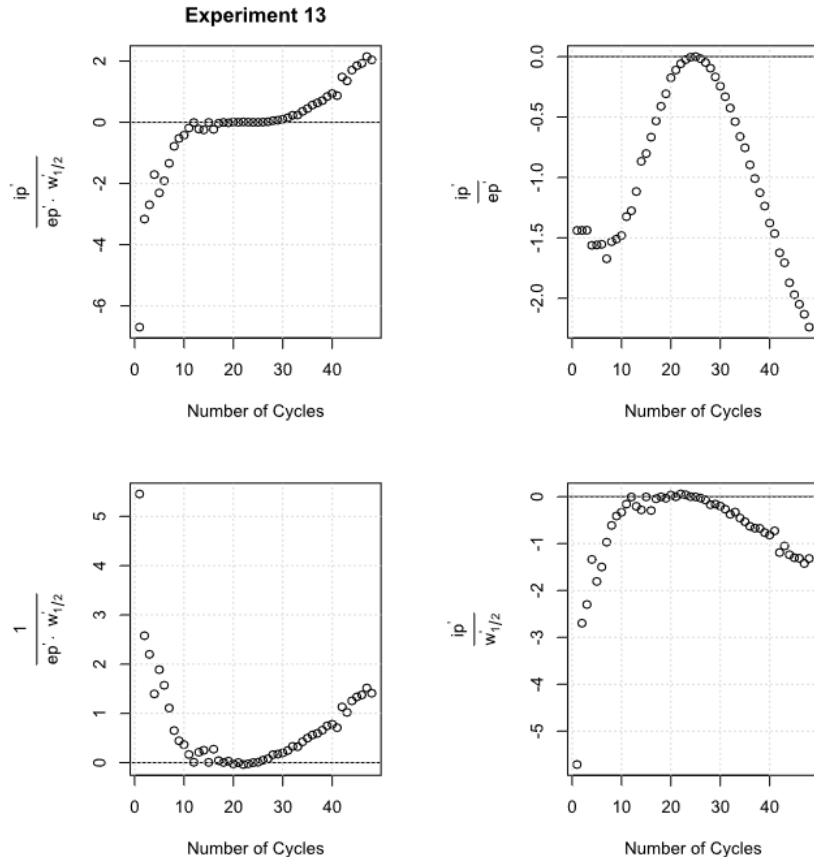 Experiment 13
ip'
ep' · w'1/2
2
0
-2
-4
-6
0 10 20 30 40
Number of Cycles
ip'
ep'
0.0
-0.5
-1.0
-1.5
-2.0
0 10 20 30 40
Number of Cycles
1
ep' · w'1/2
5
4
3
2
1
0
0 10 20 30 40
Number of Cycles
ip'
w'1/2
0
-1
-2
-3
-4
-5
0 10 20 30 40
Number of Cycles